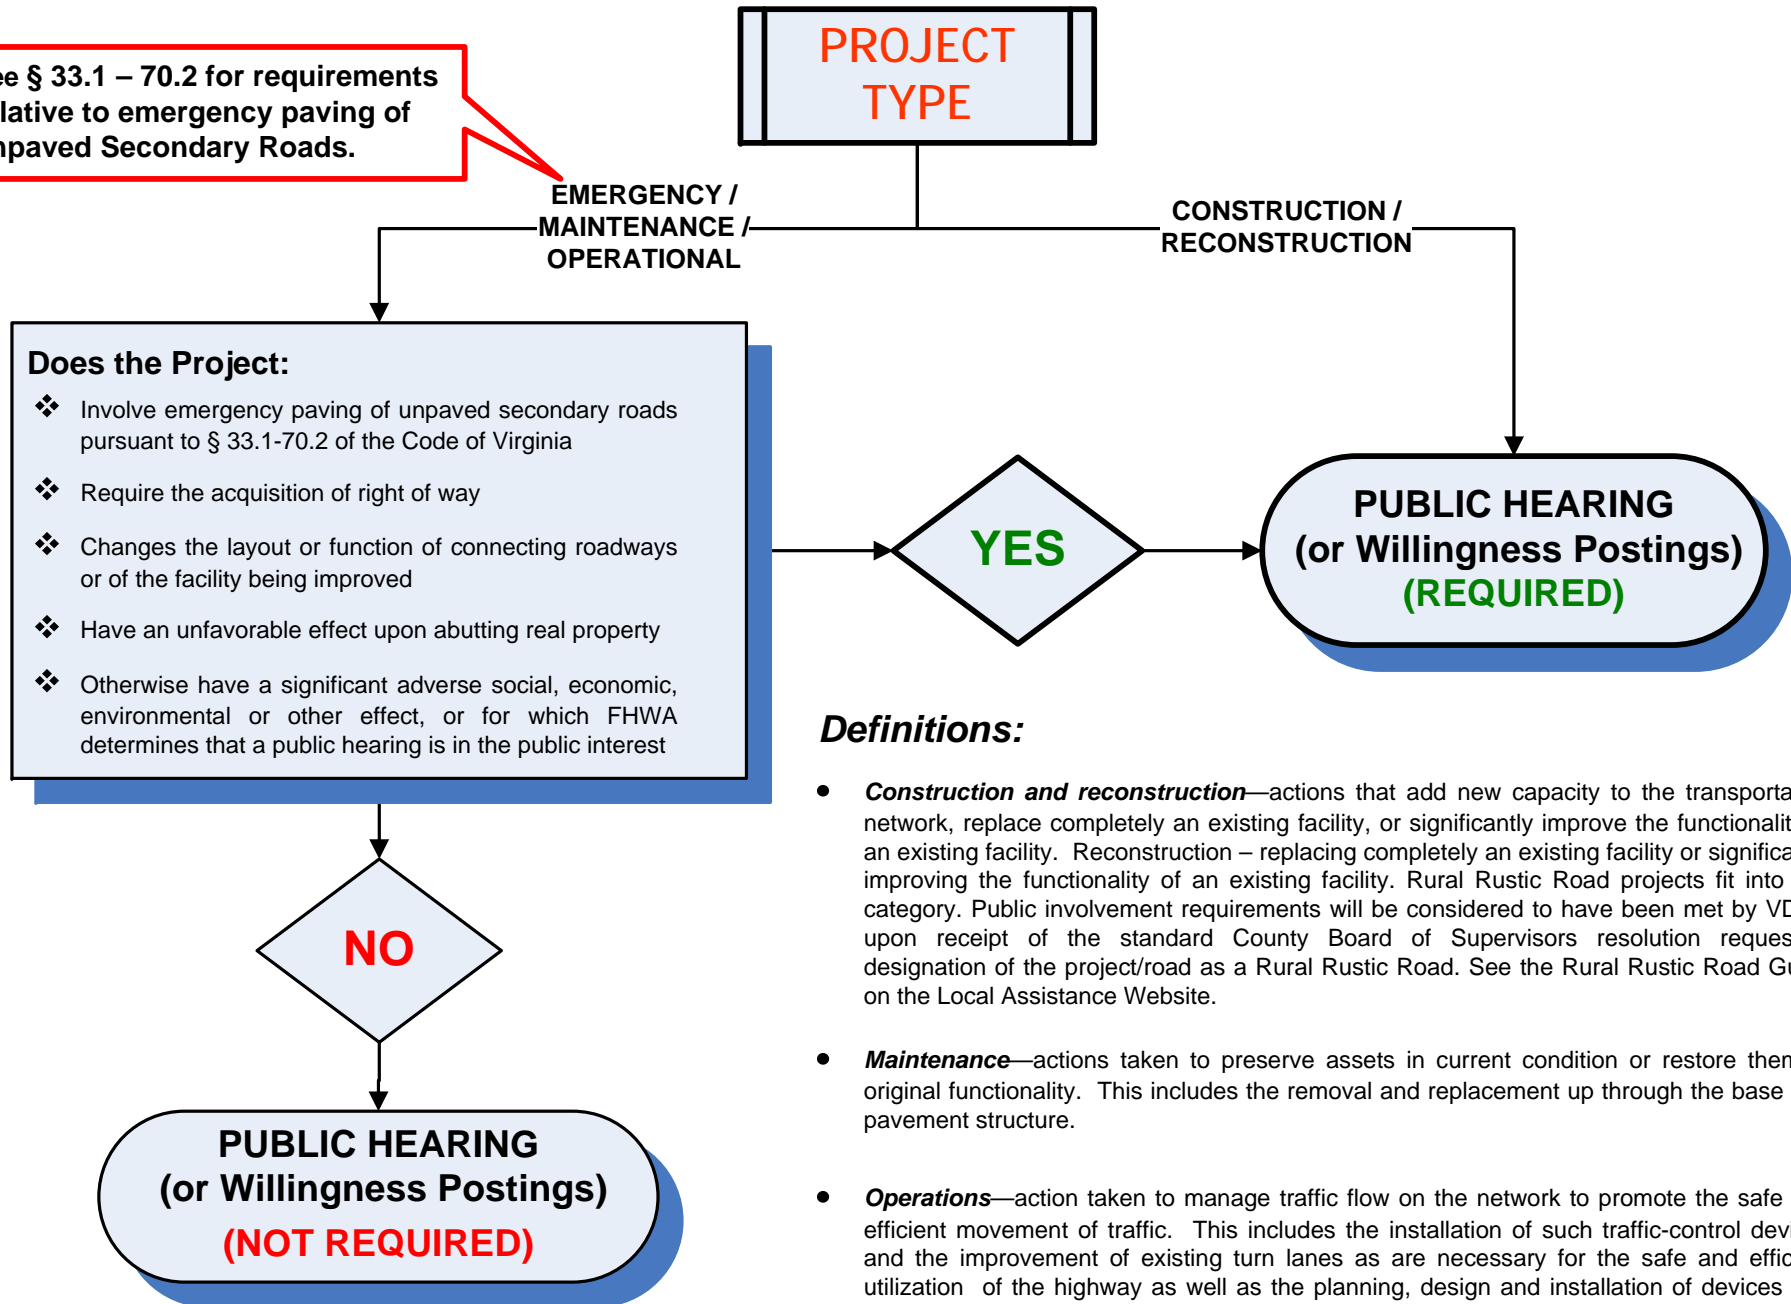 PROJECT
TYPE
§ 33.1 – 70.2 for requirements
to emergency paving of
Secondary Roads.
EMERGENCY /
MAINTENANCE /
OPERATIONAL
CONSTRUCTION /
RECONSTRUCTION
Does the Project:
❖ Involve emergency paving of unpaved secondary roads
pursuant to § 33.1-70.2 of the Code of Virginia
❖ Require the acquisition of right of way
❖ Changes the layout or function of connecting roadways
or of the facility being improved
❖ Have an unfavorable effect upon abutting real property
❖ Otherwise have a significant adverse social, economic,
environmental or other effect, or for which FHWA
determines that a public hearing is in the public interest
YES
PUBLIC HEARING
(or Willingness Postings)
(REQUIRED)
NO
PUBLIC HEARING
(or Willingness Postings)
(NOT REQUIRED)
Definitions:
• Construction and reconstruction—actions that add new capacity to the
network, replace completely an existing facility, or significantly improve the
an existing facility. Reconstruction – replacing completely an existing facility or
improving the functionality of an existing facility. Rural Rustic Road projects fit into
category. Public involvement requirements will be considered to have been met by
upon receipt of the standard County Board of Supervisors resolution
designation of the project/road as a Rural Rustic Road. See the Rural Rustic Road
on the Local Assistance Website.
• Maintenance—actions taken to preserve assets in current condition or restore
original functionality. This includes the removal and replacement up through the base
pavement structure.
• Operations—action taken to manage traffic flow on the network to promote the safe
efficient movement of traffic. This includes the installation of such traffic-control
and the improvement of existing turn lanes as are necessary for the safe and
utilization of the highway as well as the planning, design and installation of devices